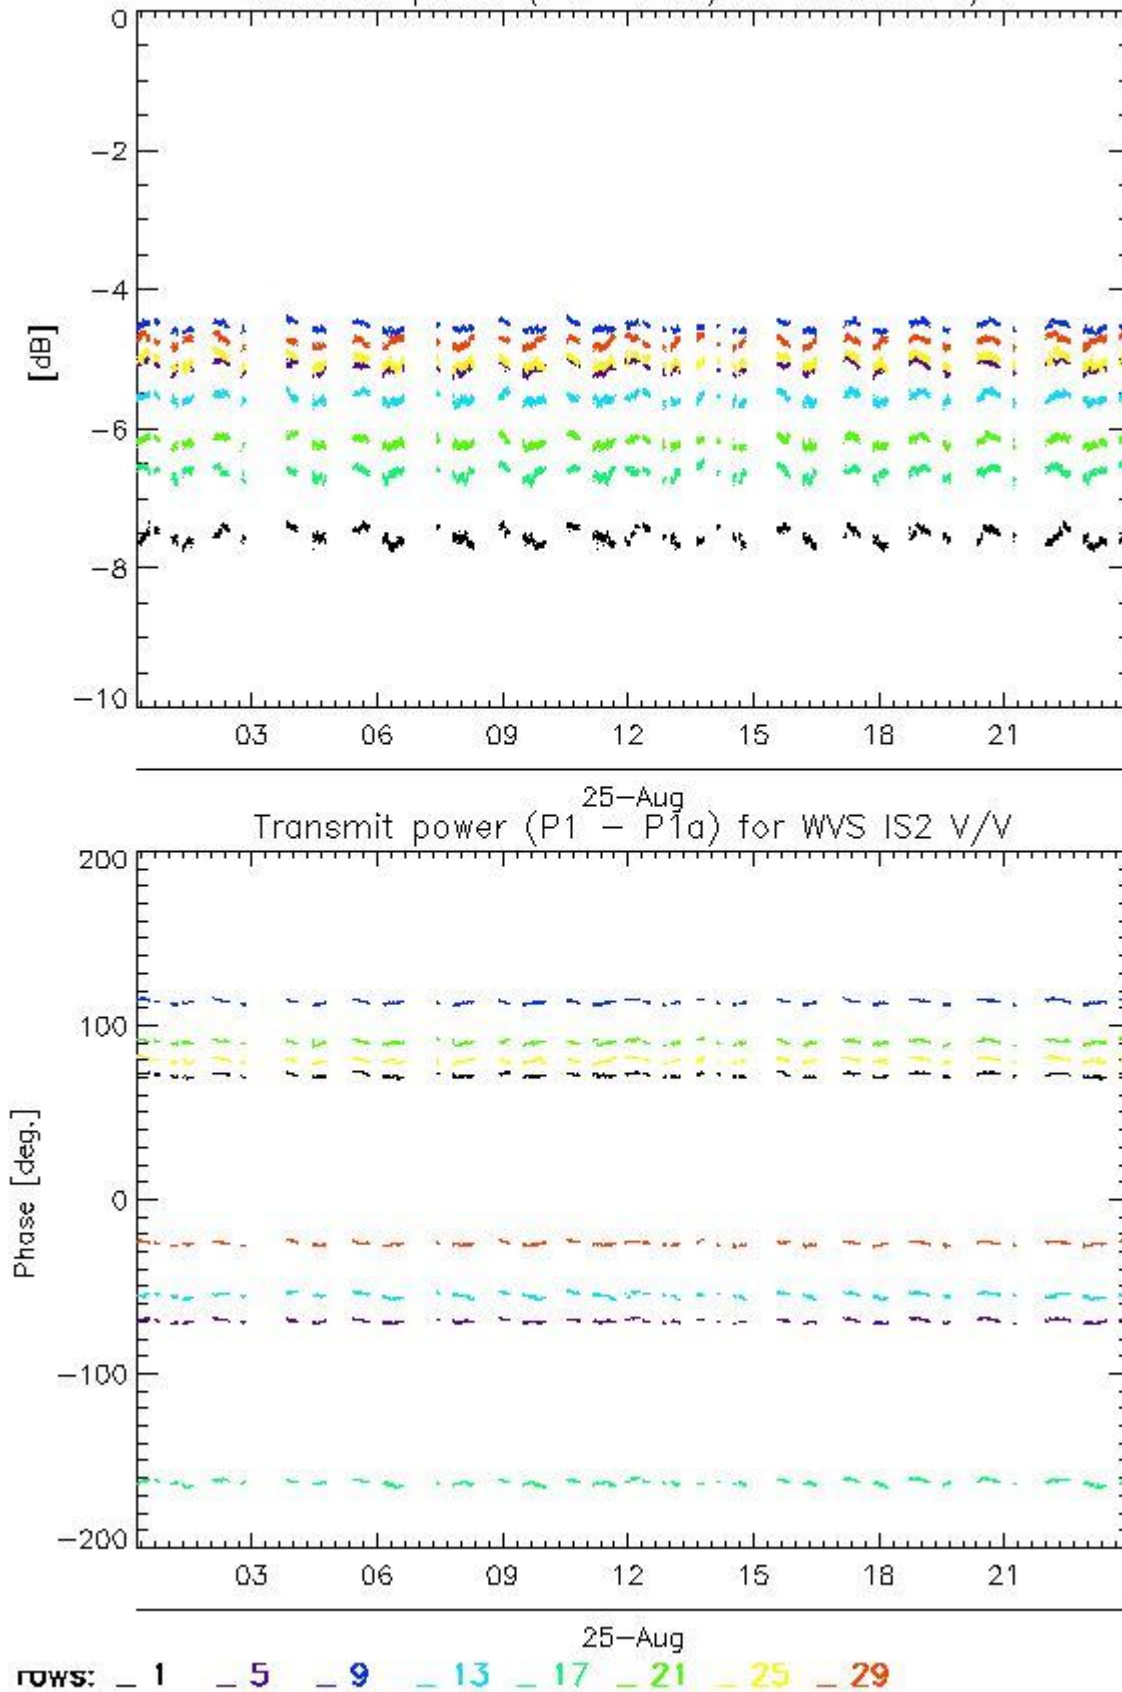 0
-2
-4
[dB]
-6
-8
-10
03 06 09 12 15 18 21
25-Aug
Transmit power (P1 - P1a) for WVS IS2 V/V
200
100
Phase [deg.]
0
-100
-200
03 06 09 12 15 18 21
25-Aug
rows: _ 1 _ 5 _ 9 _ 13 _ 17 _ 21 _ 25 _ 29